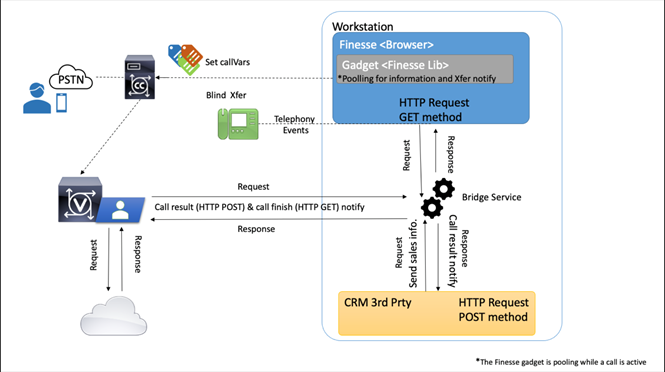 Workstation
Finesse <Browser>
Gadget <Finesse Lib>
*Poolling for information and Xfer notify
HTTP Request
GET method
Set callVars
PSTN
CC
Blind Xfer
Telephony
Events
Request
Response
Request
Bridge Service
V
Call result (HTTP POST) & call finish (HTTP GET) notify
Response
Request
Response
Request
Send sales info.
Call result notify
Response
CRM 3rd Prty
HTTP Request
POST method
*The Finesse gadget is pooling while a call is active